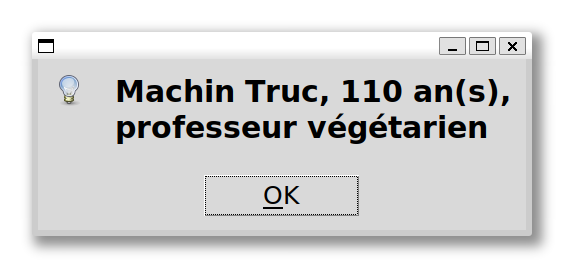 Machin Truc, 110 an(s),
professeur végétarien
OK